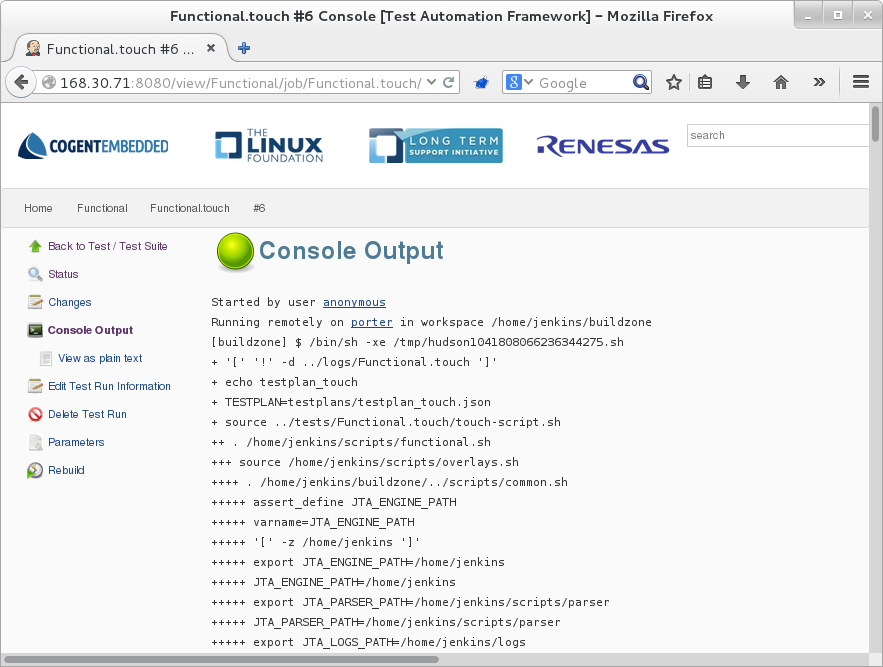 Functional.touch #6 Console [Test Automation Framework] – Mozilla Firefox
Functional.touch #6 ...
168.30.71:8080/view/Functional/job/Functional.touch/
Google
COGENTEMBEDDED
THE
LINUX
FOUNDATION
LONG TERM
SUPPORT INITIATIVE
RENESAS
search
Home Functional Functional.touch #6
Back to Test / Test Suite
Status
Changes
Console Output
View as plain text
Edit Test Run Information
Delete Test Run
Parameters
Rebuild
Console Output
Started by user anonymous
Running remotely on porter in workspace /home/jenkins/buildzone
[buildzone] $ /bin/sh -xe /tmp/hudson1041808066236344275.sh
+ '[' '!' -d ../logs/Functional.touch ']'
+ echo testplan_touch
+ TESTPLAN=testplans/testplan_touch.json
+ source ../tests/Functional.touch/touch-script.sh
++ . /home/jenkins/scripts/functional.sh
+++ source /home/jenkins/scripts/overlays.sh
++++ . /home/jenkins/buildzone/../scripts/common.sh
+++++ assert_define JTA_ENGINE_PATH
+++++ varname=JTA_ENGINE_PATH
+++++ '[' -z /home/jenkins ']'
+++++ export JTA_ENGINE_PATH=/home/jenkins
+++++ JTA_ENGINE_PATH=/home/jenkins
+++++ export JTA_PARSER_PATH=/home/jenkins/scripts/parser
+++++ JTA_PARSER_PATH=/home/jenkins/scripts/parser
+++++ export JTA_LOGS_PATH=/home/jenkins/logs